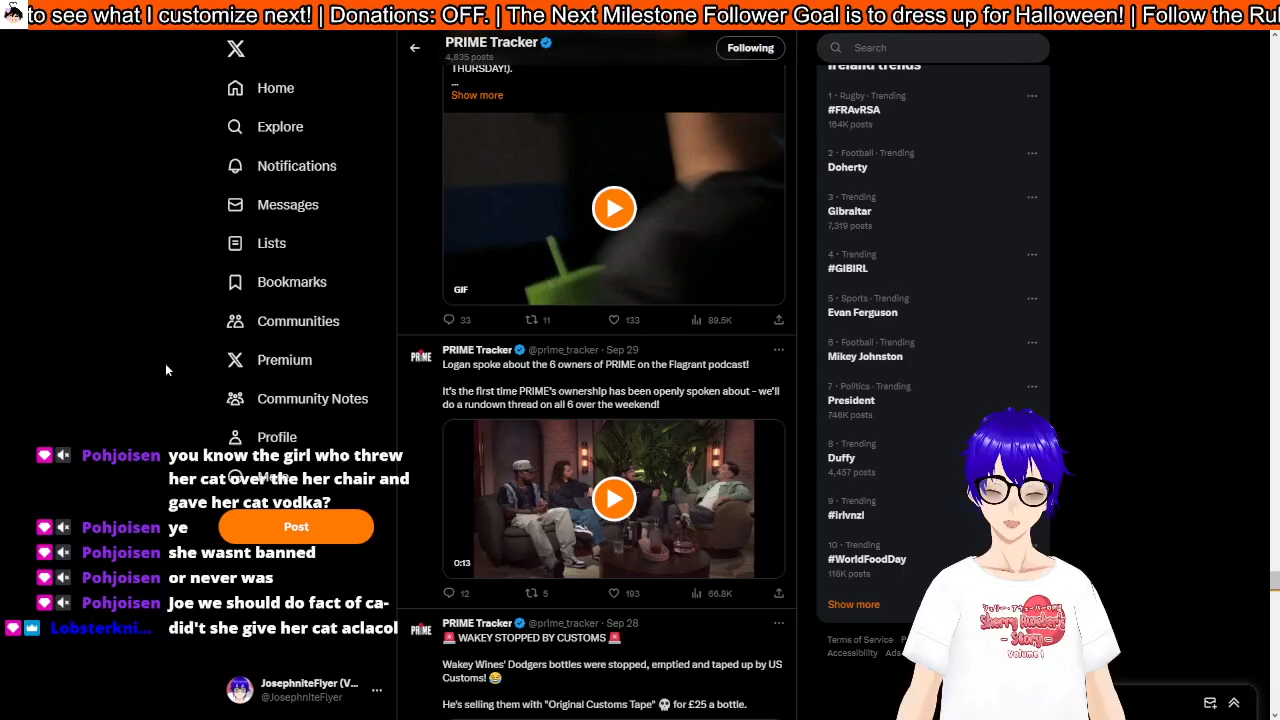 to see what I customize next! | Donations: OFF. | The Next Milestone Follower Goal is to dress up for Halloween! | Follow the Ru
PRIME Tracker
4,835 posts
Following
Search
Home
Explore
Notifications
Messages
Lists
Bookmarks
Communities
Premium
Community Notes
Profile
Post
THURSDAY!).
...
Show more
GIF
33
11
133
89.5K
PRIME Tracker @prime_tracker · Sep 29
Logan spoke about the 6 owners of PRIME on the Flagrant podcast!
It's the first time PRIME's ownership has been openly spoken about - we'll
do a rundown thread on all 6 over the weekend!
0:13
12
5
193
66.8K
PRIME Tracker @prime_tracker · Sep 28
🚨 WAKEY STOPPED BY CUSTOMS 🚨
Wakey Wines' Dodgers bottles were stopped, emptied and taped up by US
Customs! 😂
He's selling them with "Original Customs Tape" 💀 for £25 a bottle.
Ireland trends
1 · Rugby · Trending
#FRAvRSA
164K posts
2 · Football · Trending
Doherty
3 · Trending
Gibraltar
7,319 posts
4 · Trending
#GIBIRL
5 · Sports · Trending
Evan Ferguson
6 · Football · Trending
Mikey Johnston
7 · Politics · Trending
President
746K posts
8 · Trending
Duffy
4,457 posts
9 · Trending
#irlvnzl
10 · Trending
#WorldFoodDay
116K posts
Show more
Terms of Service
Accessibility Ads
Pohjoisen you know the girl who threw
her cat over the her chair and
gave her cat vodka?
Pohjoisen ye
Pohjoisen she wasnt banned
Pohjoisen or never was
Pohjoisen Joe we should do fact of ca-
Lobsterkni... did't she give her cat aclacol
JosephniteFlyer (V...
@JosephniteFlyer
Sherry Rueber's
Story
Volume 1